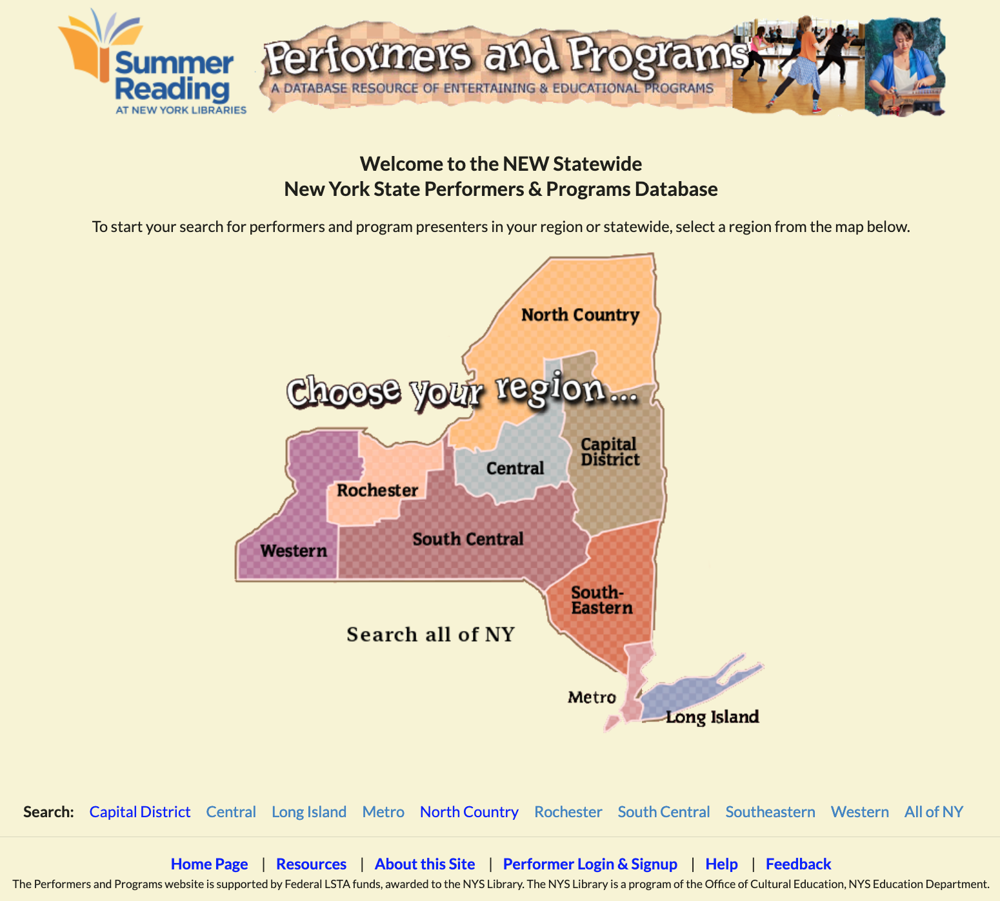 Summer
Reading
AT NEW YORK LIBRARIES
Performers and Programs
A DATABASE RESOURCE OF ENTERTAINING & EDUCATIONAL PROGRAMS
Welcome to the NEW Statewide
New York State Performers & Programs Database
To start your search for performers and program presenters in your region or statewide, select a region from the map below.
North Country
Choose your region...
Capital
District
Central
Rochester
South Central
Western
South-
Eastern
Search all of NY
Metro
Long Island
Search: Capital District Central Long Island Metro North Country Rochester South Central Southeastern Western All of NY
Home Page | Resources | About this Site | Performer Login & Signup | Help | Feedback
The Performers and Programs website is supported by Federal LSTA funds, awarded to the NYS Library. The NYS Library is a program of the Office of Cultural Education, NYS Education Department.